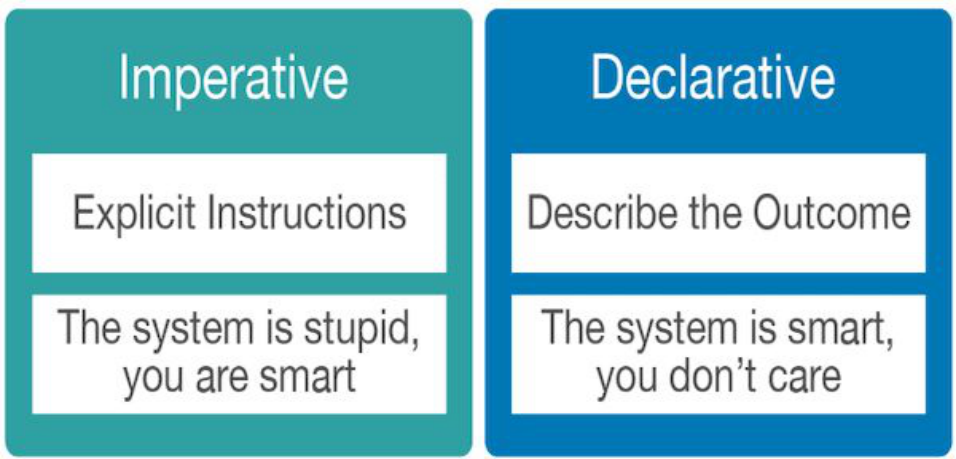 Imperative
Explicit Instructions
The system is stupid,
you are smart
Declarative
Describe the Outcome
The system is smart,
you don’t care